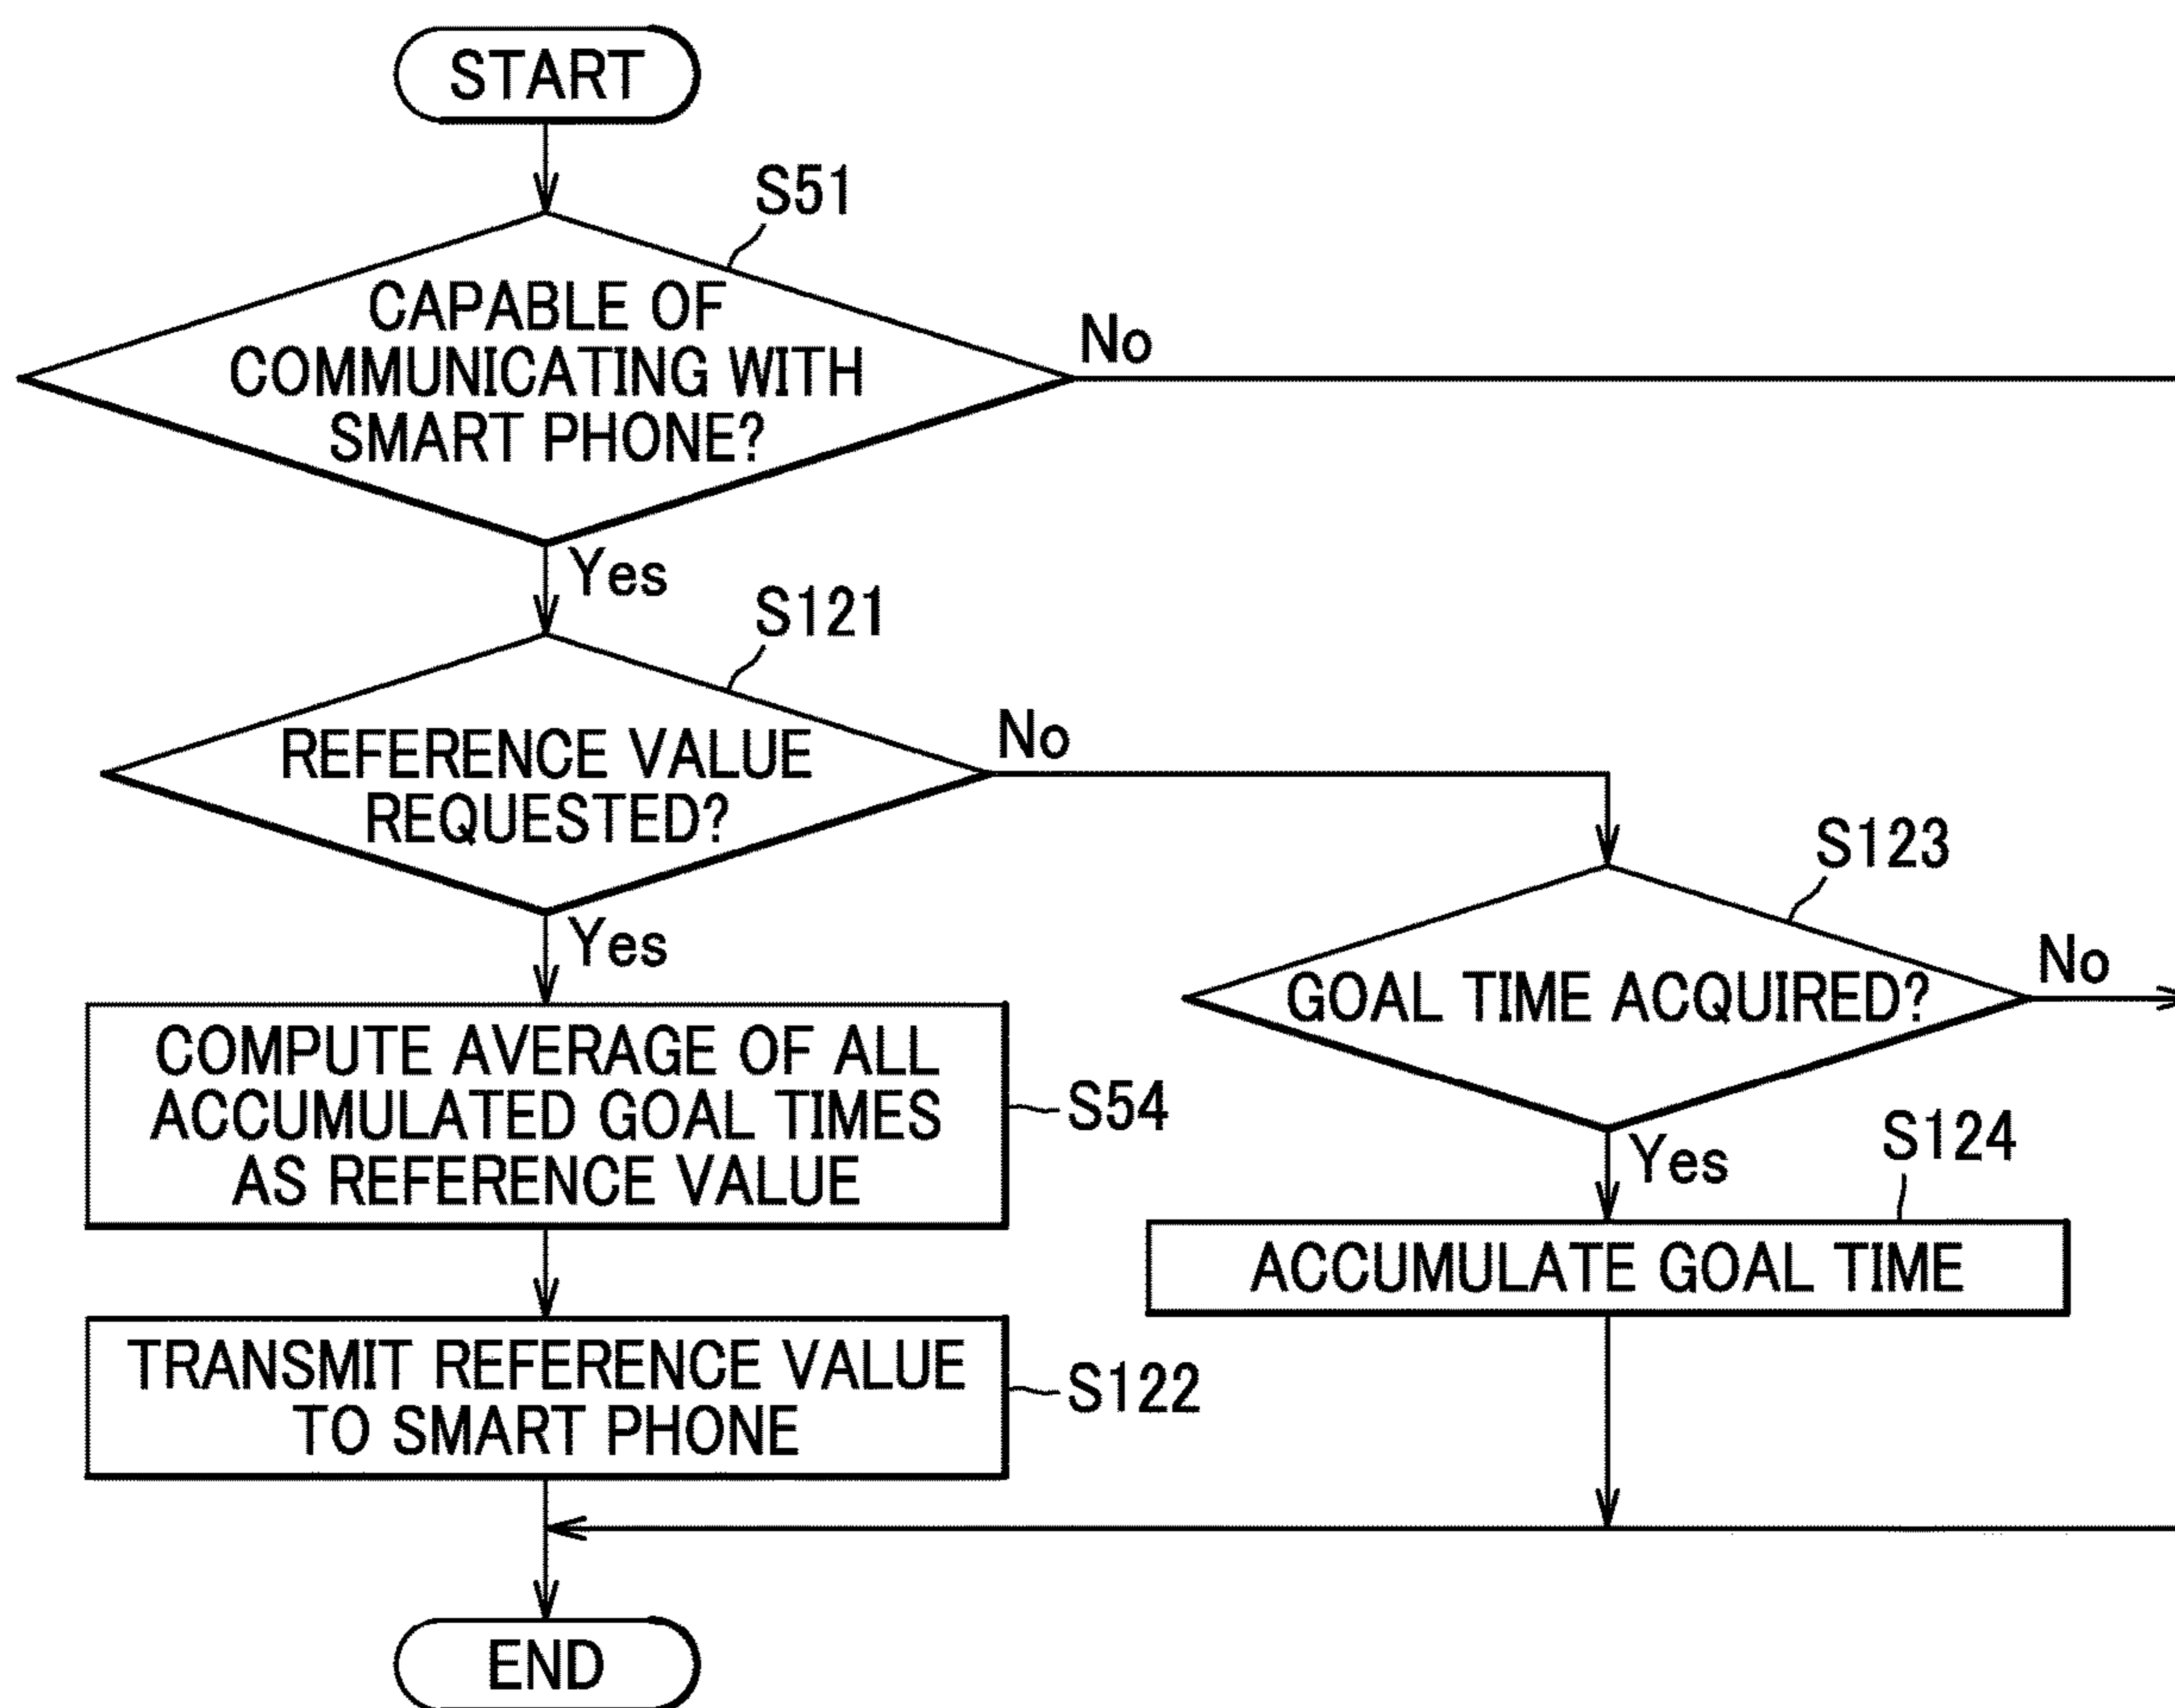 START
S51
CAPABLE OF
COMMUNICATING WITH
SMART PHONE?
No
Yes
S121
REFERENCE VALUE
REQUESTED?
No
Yes
S123
GOAL TIME ACQUIRED?
No
Yes
COMPUTE AVERAGE OF ALL
ACCUMULATED GOAL TIMES
AS REFERENCE VALUE
S54
S124
ACCUMULATE GOAL TIME
TRANSMIT REFERENCE VALUE
TO SMART PHONE
S122
END